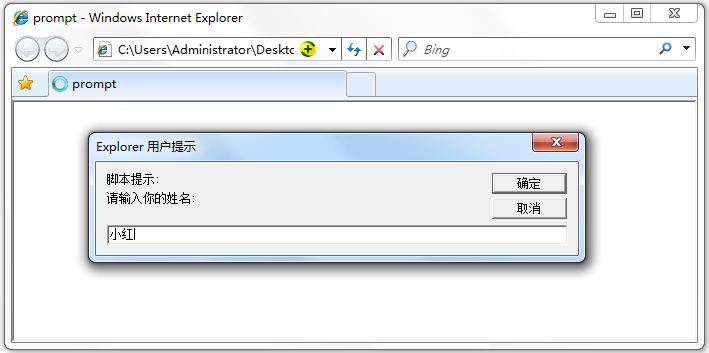 prompt - Windows Internet Explorer
C:\Users\Administrator\Deskto
Bing
prompt
Explorer 用户提示
脚本提示:
请输入你的姓名:
确定
取消
小红